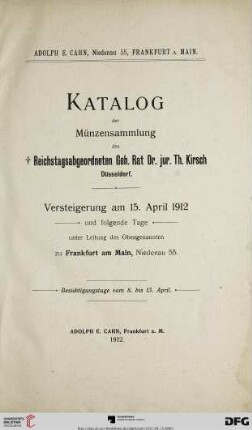 ADOLPH E. CAHN, Niedenau 55, FRANKFURT a. MAIN.
KATALOG
der
Münzensammlung
des
† Reichstagsabgeordneten Geh. Rat Dr. jur. Th. Kirsch
Düsseldorf.
Versteigerung am 15. April 1912
und folgende Tage
unter Leitung des Obengenannten
zu Frankfurt am Main, Niedenau 55.
Besichtigungstage vom 8. bis 13. April.
ADOLPH E. CAHN, Frankfurt a. M.
1912.
DFG